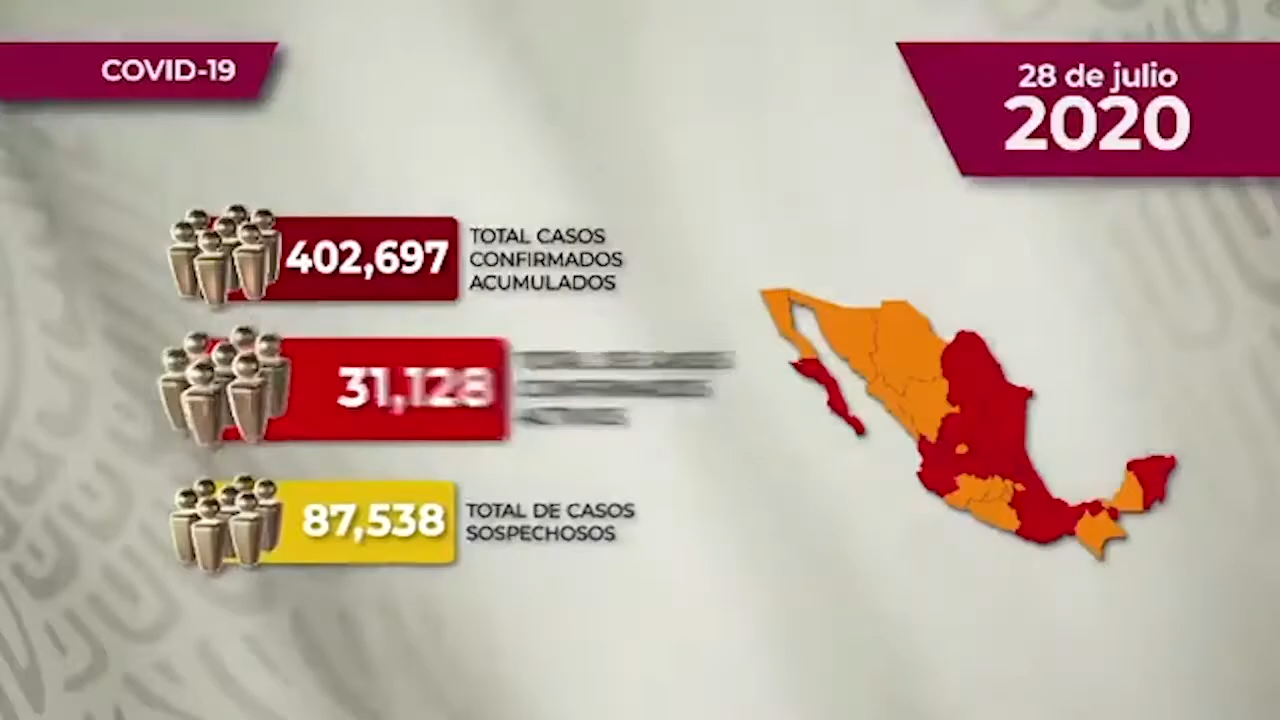 COVID-19
28 de julio
2020
402,697
TOTAL CASOS
CONFIRMADOS
ACUMULADOS
31,128
87,538
TOTAL DE CASOS
SOSPECHOSOS